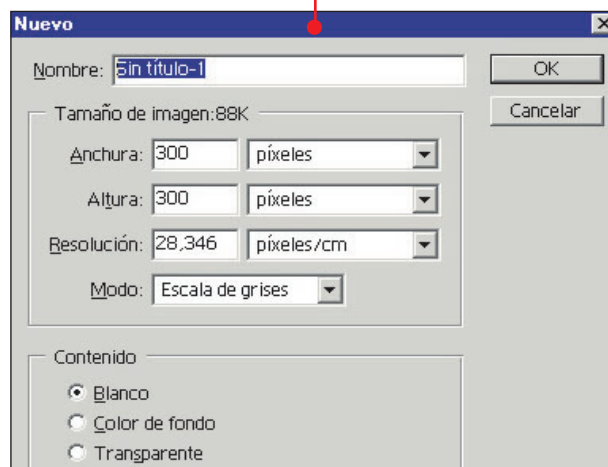 Nuevo
Nombre: Sin título-1
OK
Tamaño de imagen:88K
Cancelar
Anchura: 300 píxeles
Altura: 300 píxeles
Resolución: 28,346 píxeles/cm
Modo: Escala de grises
Contenido
Blanco
Color de fondo
Transparente